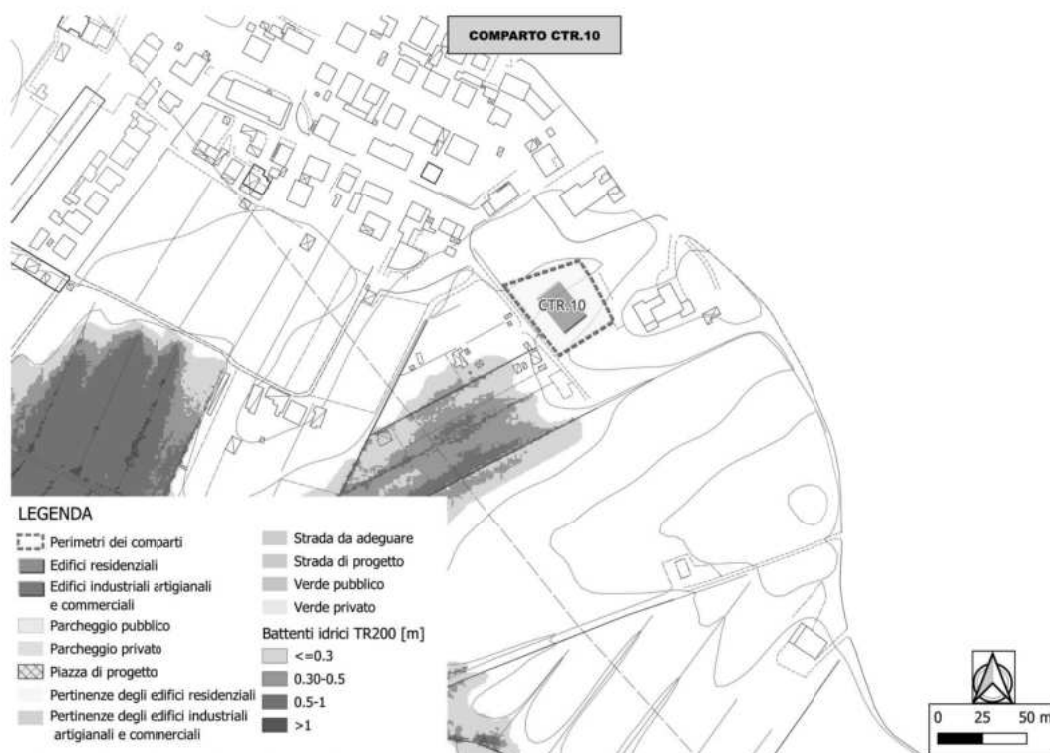 COMPARTO CTR.10
CTR.10
LEGENDA
Perimetri dei comparti
Edifici residenziali
Edifici industriali artigianali
e commerciali
Parcheggio pubblico
Parcheggio privato
Piazza di progetto
Pertinenze degli edifici residenziali
Pertinenze degli edifici industriali
artigianali e commerciali
Strada da adeguare
Strada di progetto
Verde pubblico
Verde privato
Battenti idrici TR200 [m]
<=0.3
0.30-0.5
0.5-1
>1
0 25 50 m